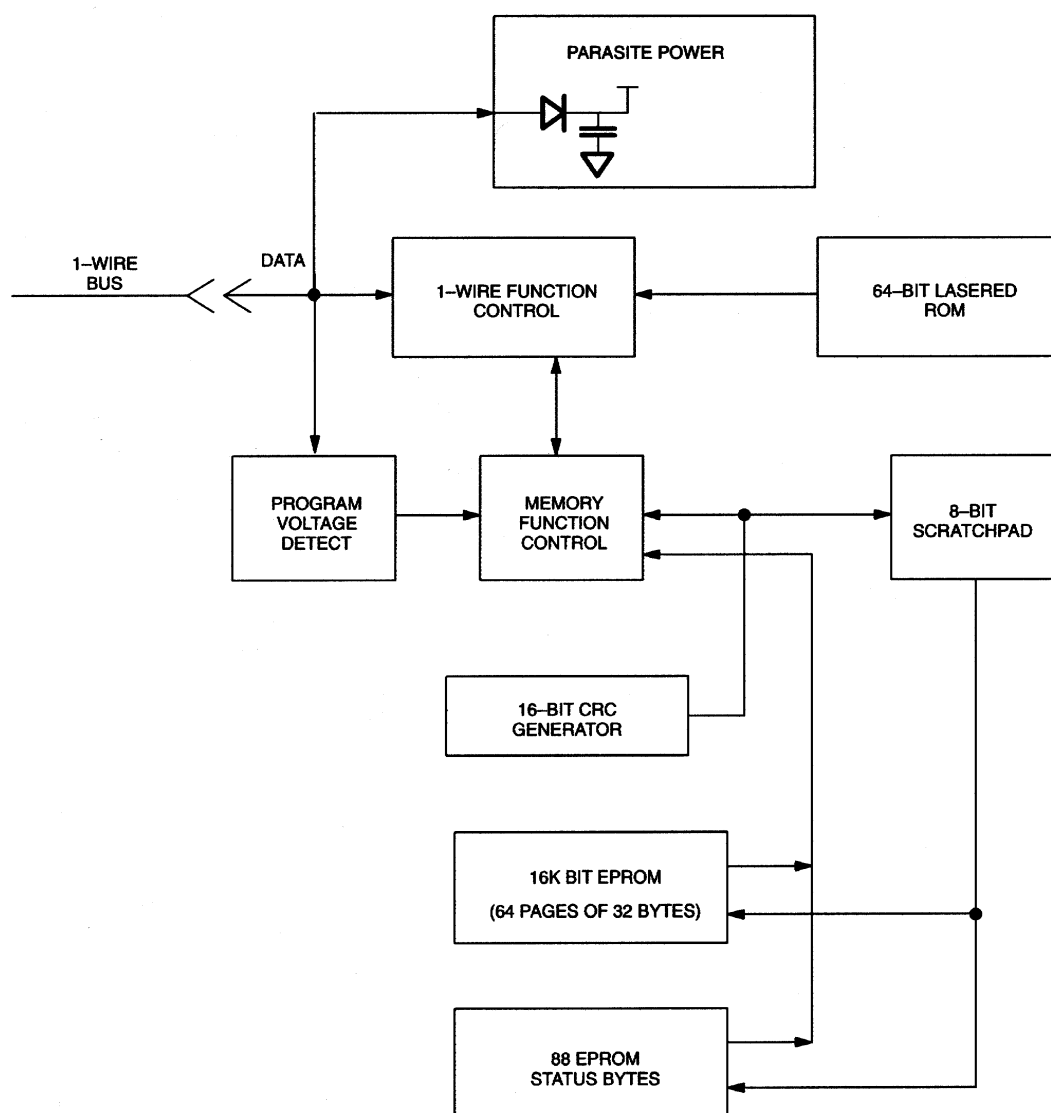 PARASITE POWER
1–WIRE
BUS
DATA
1–WIRE FUNCTION
CONTROL
64–BIT LASERED
ROM
PROGRAM
VOLTAGE
DETECT
MEMORY
FUNCTION
CONTROL
8–BIT
SCRATCHPAD
16–BIT CRC
GENERATOR
16K BIT EPROM
(64 PAGES OF 32 BYTES)
88 EPROM
STATUS BYTES